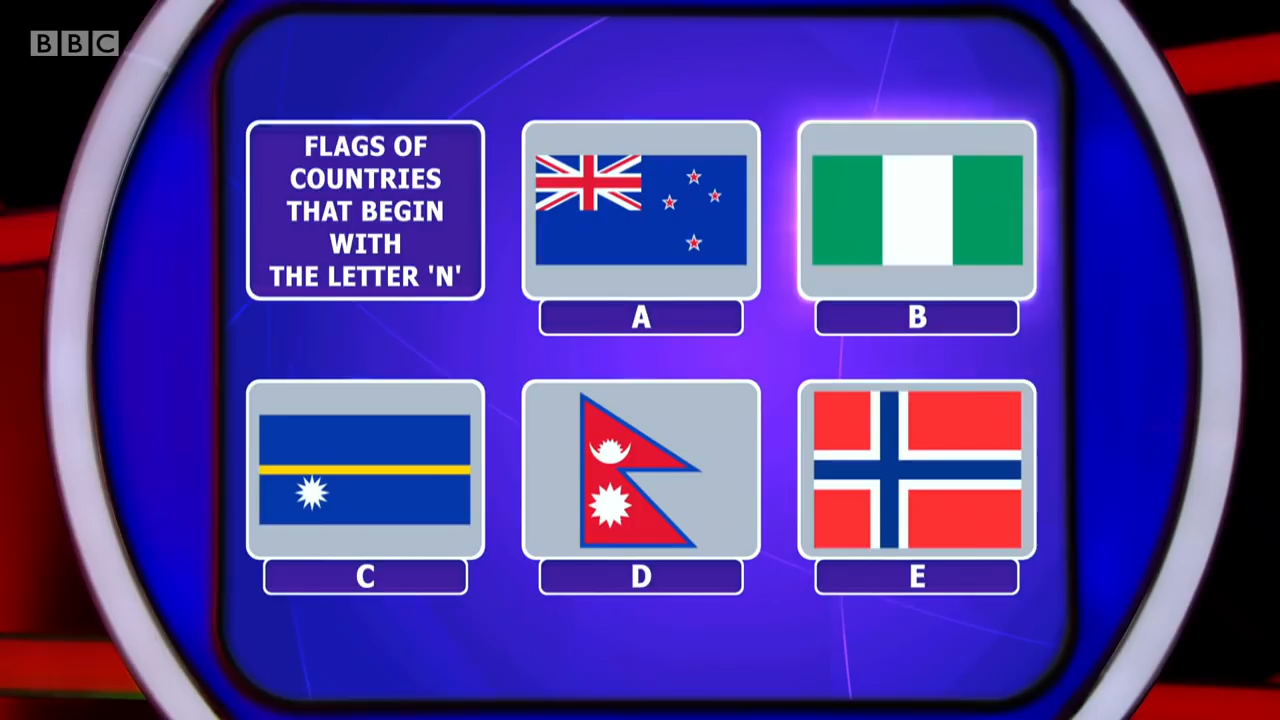 BBC
FLAGS OF
COUNTRIES
THAT BEGIN
WITH
THE LETTER 'N'
A
B
C
D
E